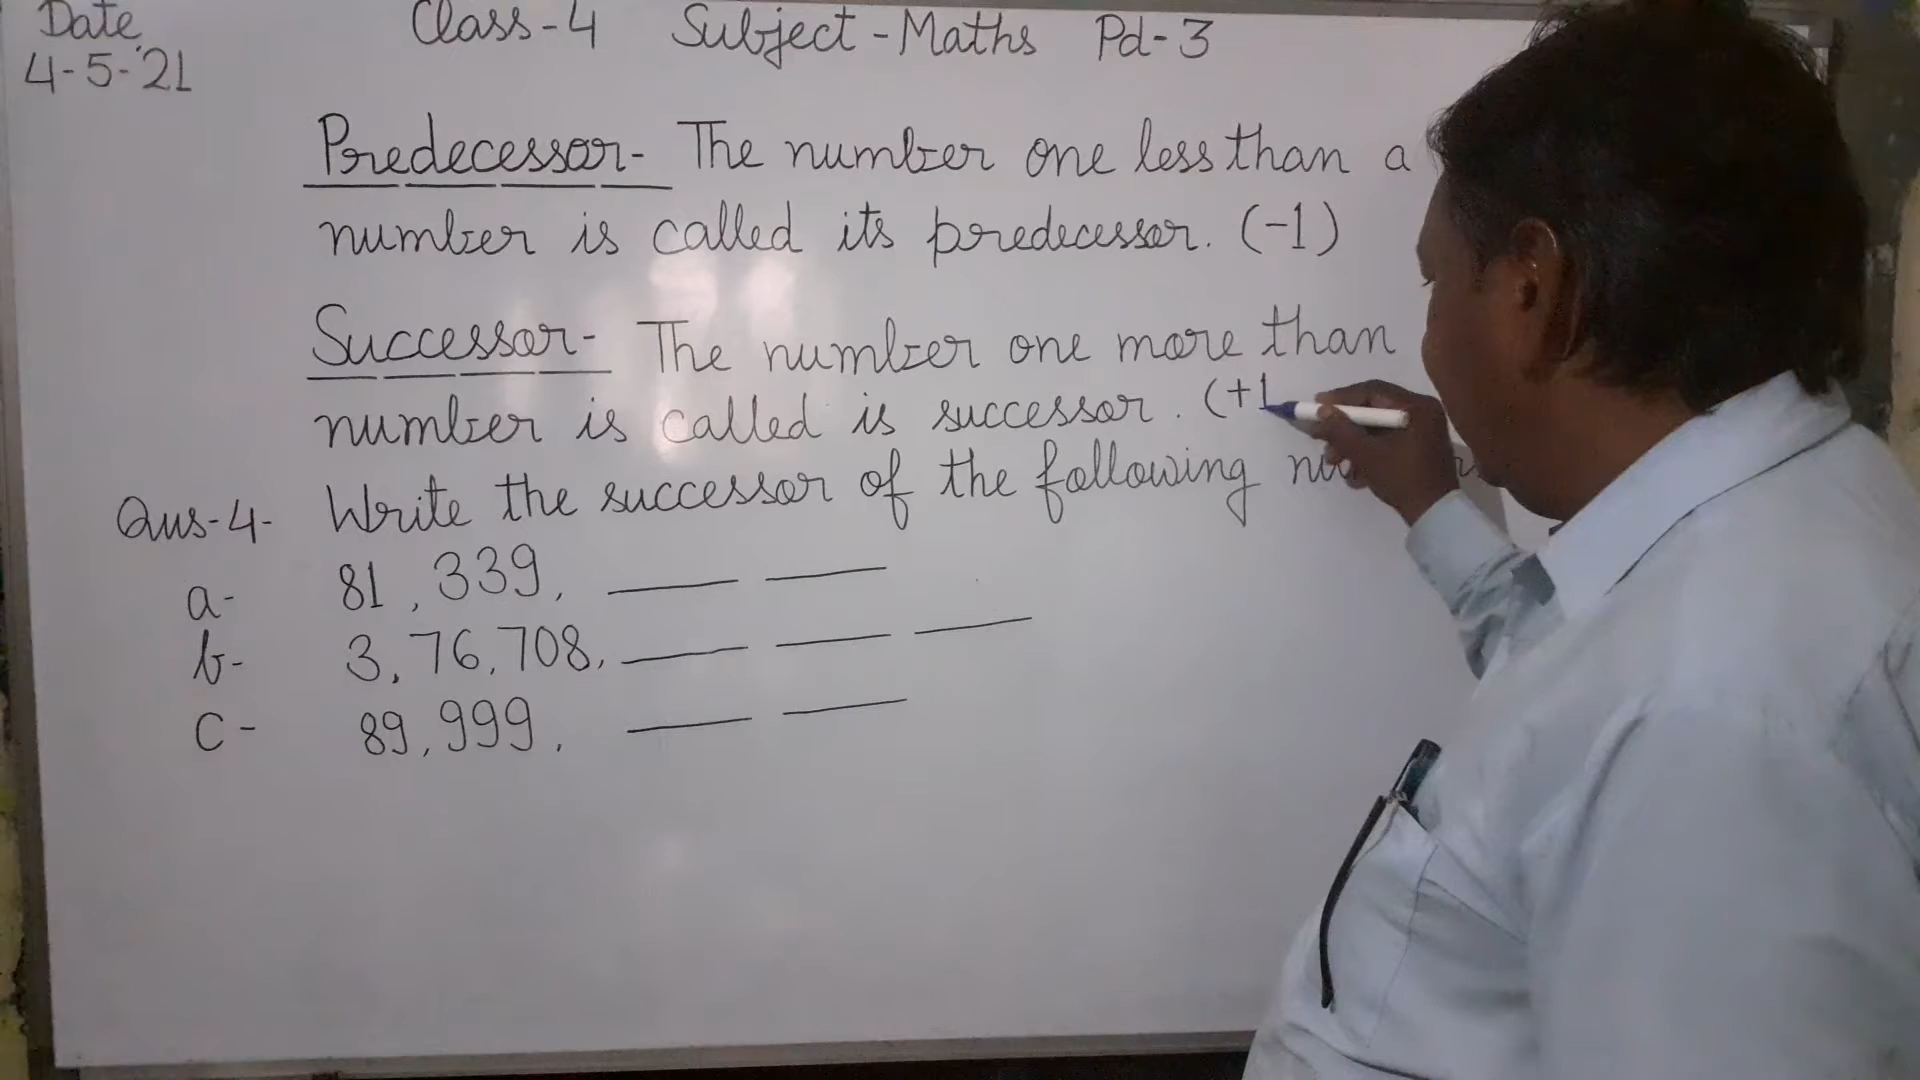 Date Class-4 Subject-Maths Pd-3
4-5-'21
Predecessor- The number one less than a
number is called its predecessor. (-1)
Successor- The number one more than
number is called is successor. (+1
Qus-4- Write the successor of the following
a- 81,339, ____ ____
b- 3,76,708, ____ ____ ____
c- 89,999, ____ ____